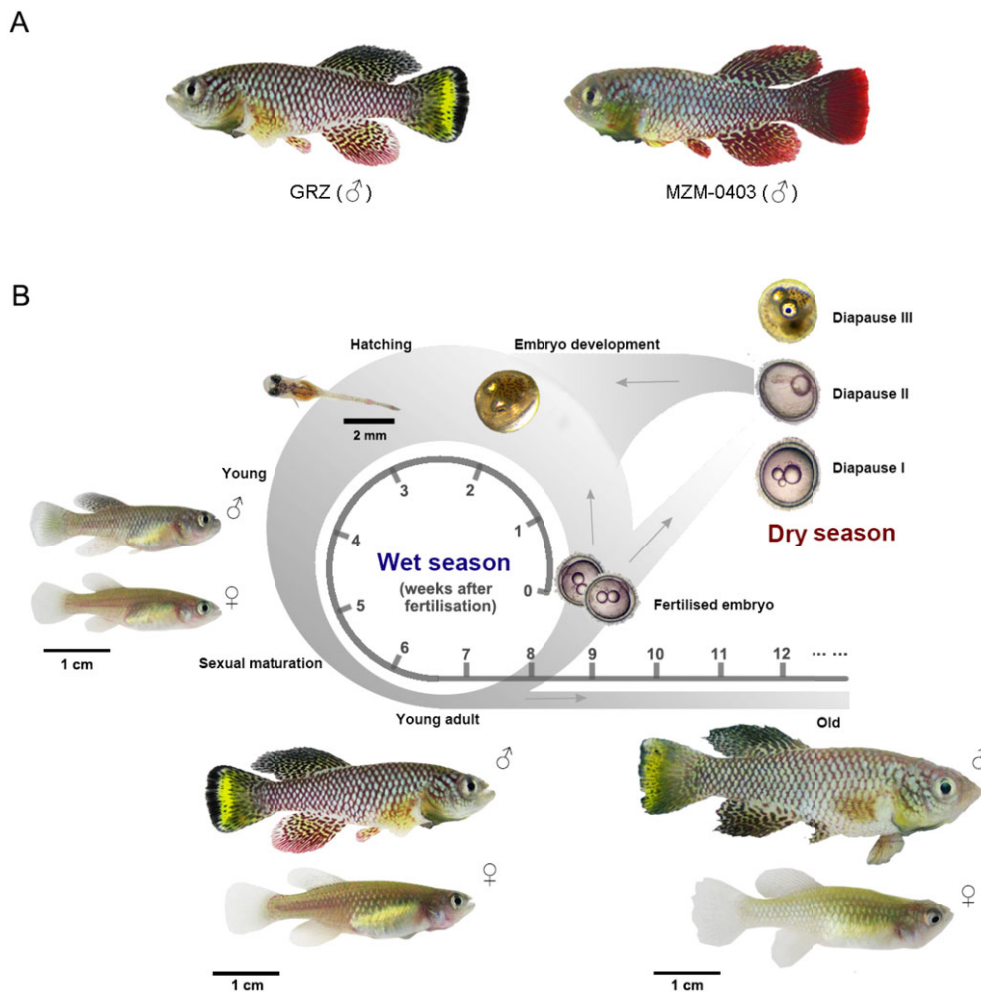 A
GRZ (♂)
MZM-0403 (♂)
B
Hatching
Embryo development
Diapause III
2 mm
Diapause II
Young
♂
Diapause I
3
2
4
1
Dry season
Wet season
(weeks after
fertilisation)
0
♀
5
Fertilised embryo
1 cm
Sexual maturation
6
7
8
9
10
11
12
... ...
Young adult
Old
♂
♂
♀
♀
1 cm
1 cm